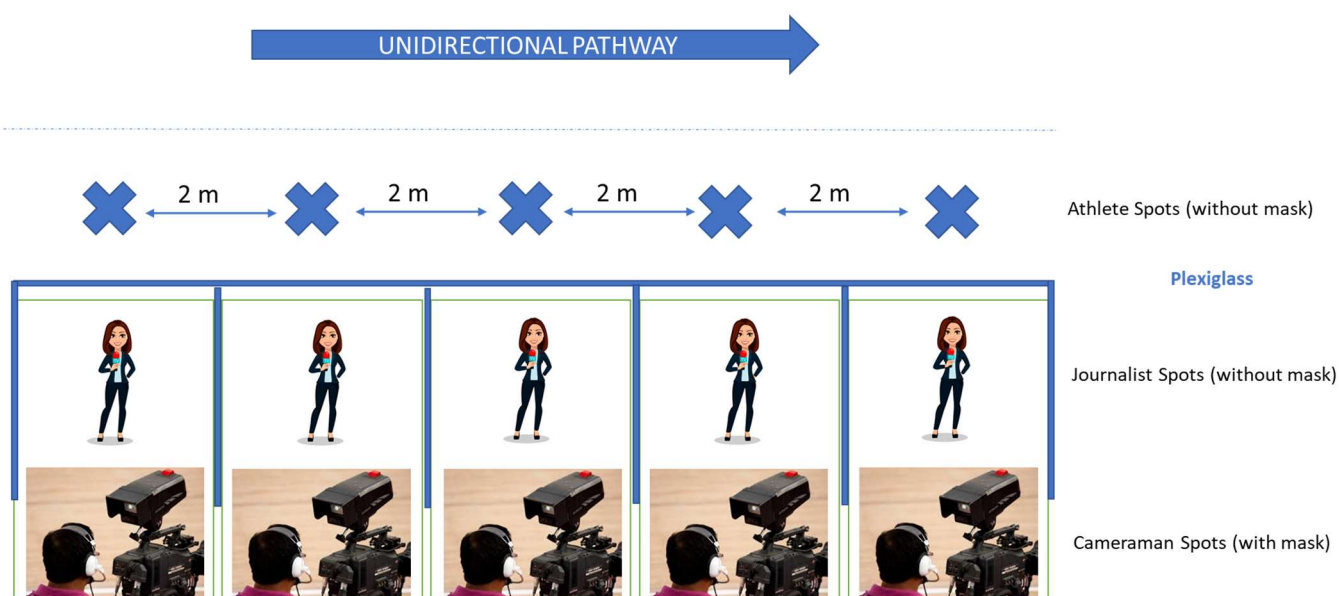 UNIDIRECTIONAL PATHWAY
2 m 2 m 2 m 2 m
Athlete Spots (without mask)
Plexiglass
Journalist Spots (without mask)
Cameraman Spots (with mask)